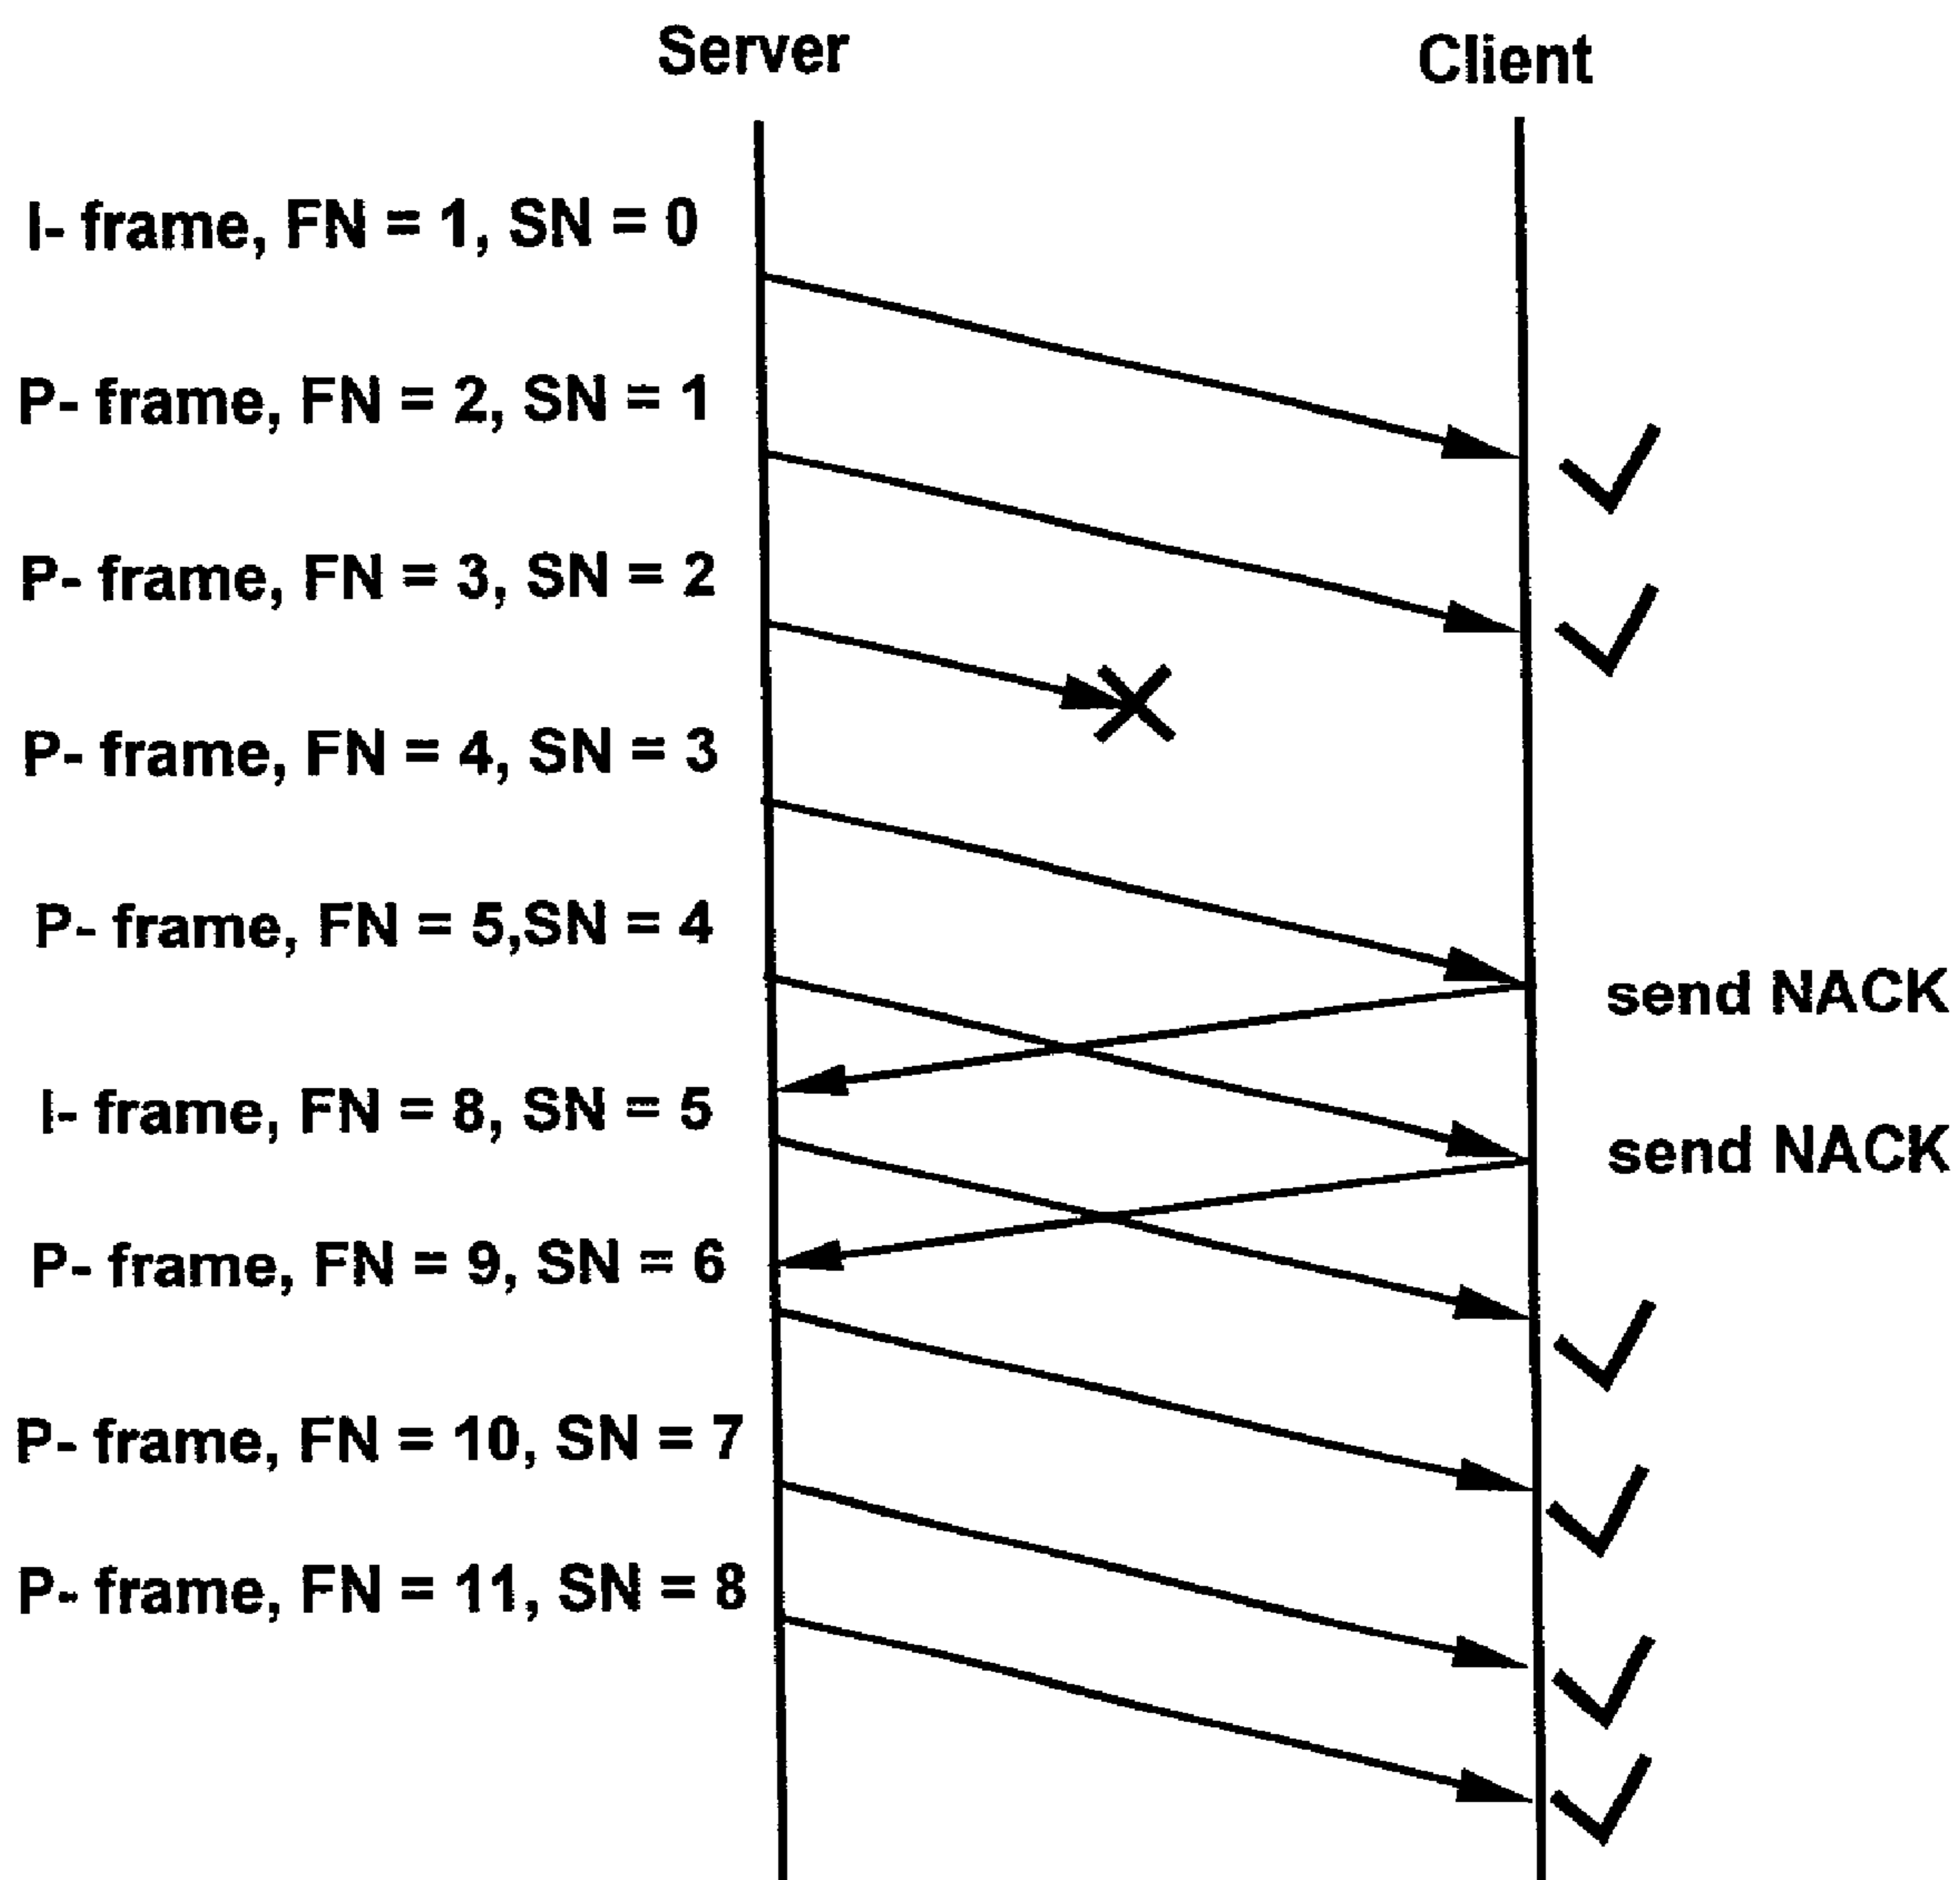 Server
Client
I- frame, FN = 1, SN = 0
P- frame, FN = 2, SN = 1
P- frame, FN = 3, SN = 2
P- frame, FN = 4, SN = 3
P- frame, FN = 5,SN = 4
send NACK
I- frame, FN = 8, SN = 5
send NACK
P- frame, FN = 9, SN = 6
P- frame, FN = 10, SN = 7
P- frame, FN = 11, SN = 8